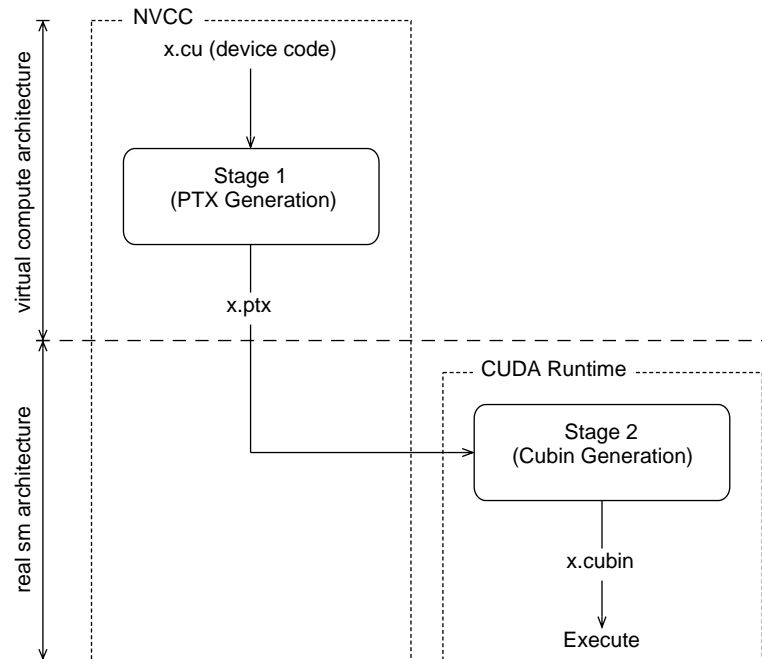 NVCC
x.cu (device code)
virtual compute architecture
Stage 1
(PTX Generation)
x.ptx
real sm architecture
CUDA Runtime
Stage 2
(Cubin Generation)
x.cubin
Execute